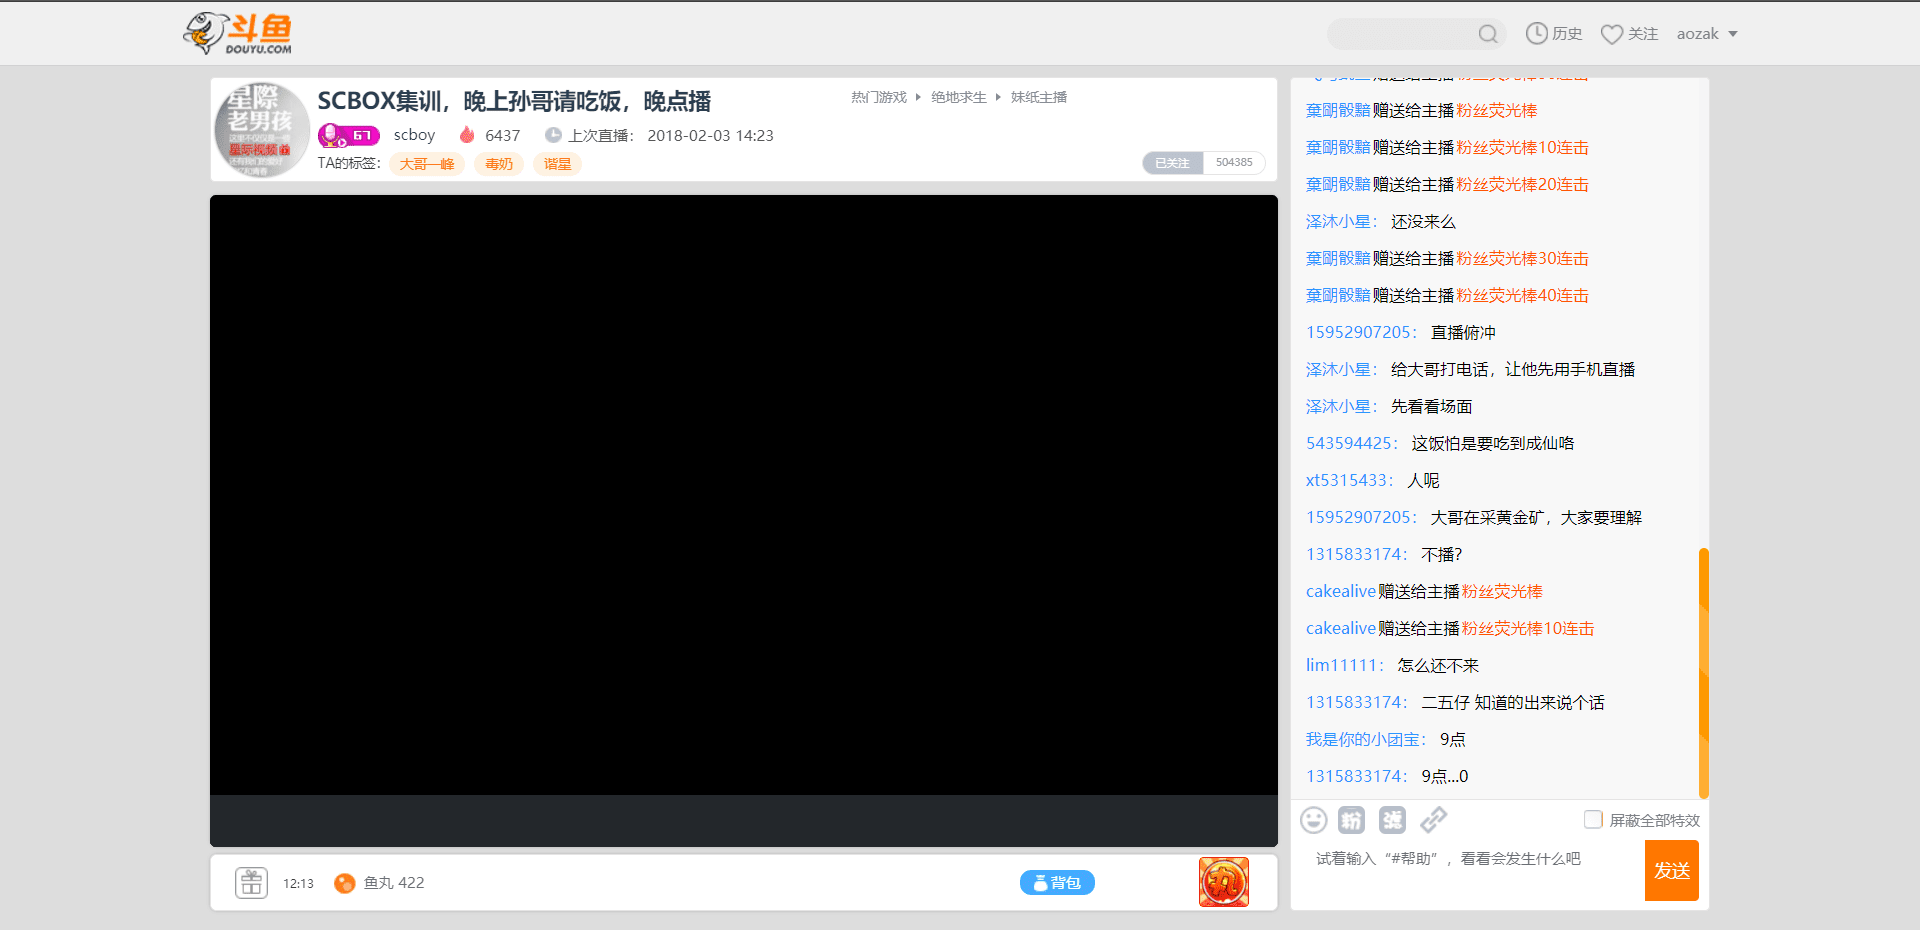 斗鱼
DOUYU.COM
历史
关注
aozak
星際
老男孩
星际视频
SCBOX集训，晚上孙哥请吃饭，晚点播
热门游戏 绝地求生 妹纸主播
67 scboy 6437 上次直播： 2018-02-03 14:23
TA的标签： 大哥一峰 毒奶 谐星
已关注 504385
12:13 鱼丸 422
背包
丸
棄朙骰黯赠送给主播粉丝荧光棒
棄朙骰黯赠送给主播粉丝荧光棒10连击
棄朙骰黯赠送给主播粉丝荧光棒20连击
泽沐小星： 还没来么
棄朙骰黯赠送给主播粉丝荧光棒30连击
棄朙骰黯赠送给主播粉丝荧光棒40连击
15952907205： 直播俯冲
泽沐小星： 给大哥打电话，让他先用手机直播
泽沐小星： 先看看场面
543594425： 这饭怕是要吃到成仙咯
xt5315433： 人呢
15952907205： 大哥在采黄金矿，大家要理解
1315833174： 不播?
cakealive赠送给主播粉丝荧光棒
cakealive赠送给主播粉丝荧光棒10连击
lim11111： 怎么还不来
1315833174： 二五仔 知道的出来说个话
我是你的小团宝： 9点
1315833174： 9点...0
粉
屏蔽全部特效
试着输入“#帮助”，看看会发生什么吧
发送